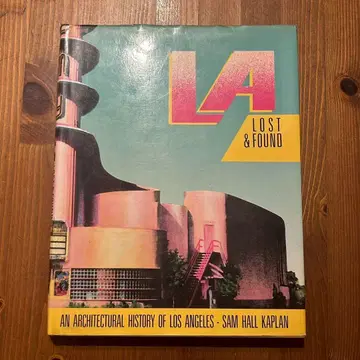 LA
LOST
& FOUND
AN ARCHITECTURAL HISTORY OF LOS ANGELES - SAM HALL KAPLAN